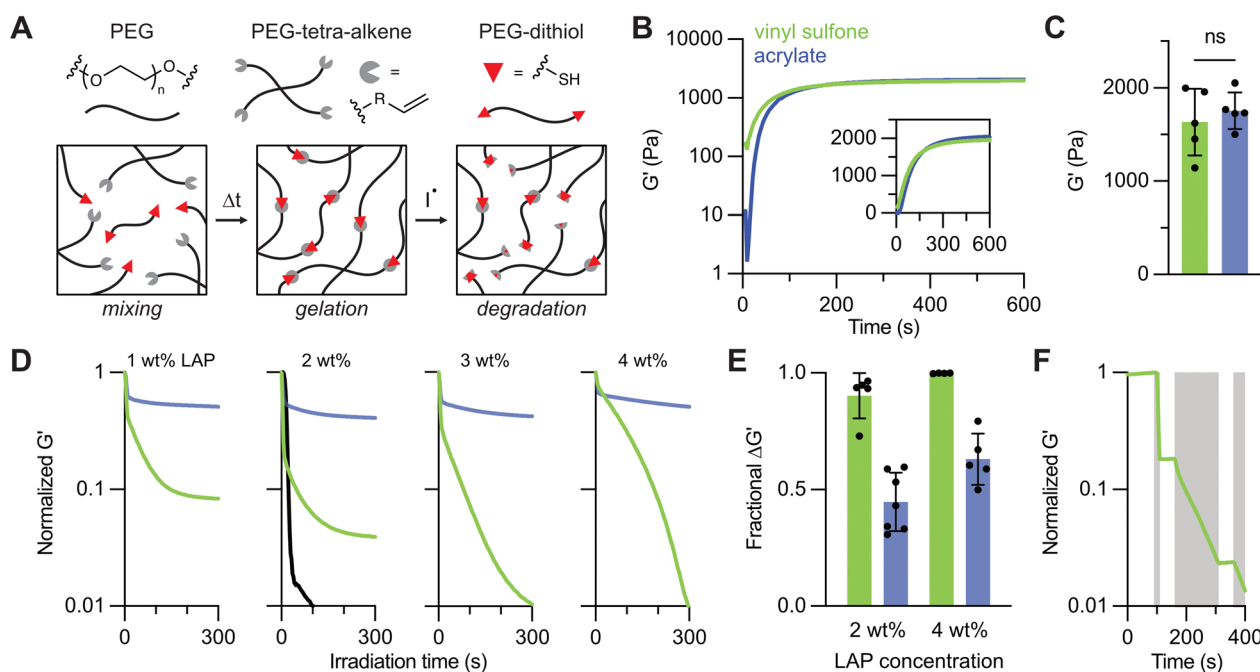 A
PEG
PEG-tetra-alkene
PEG-dithiol
O
O
n
=
R
=
SH
Δt
I•
mixing
gelation
degradation
B
vinyl sulfone
acrylate
G' (Pa)
10000
1000
100
10
1
2000
1000
0
0 300 600
0 200 400 600
Time (s)
C
ns
G' (Pa)
2000
1000
0
D
1 wt% LAP
2 wt%
3 wt%
4 wt%
Normalized G'
1
0.1
0.01
0 300
0 300
0 300
0 300
Irradiation time (s)
E
Fractional ΔG'
1.0
0.5
0.0
2 wt% 4 wt%
LAP concentration
F
Normalized G'
1
0.1
0.01
0 200 400
Time (s)